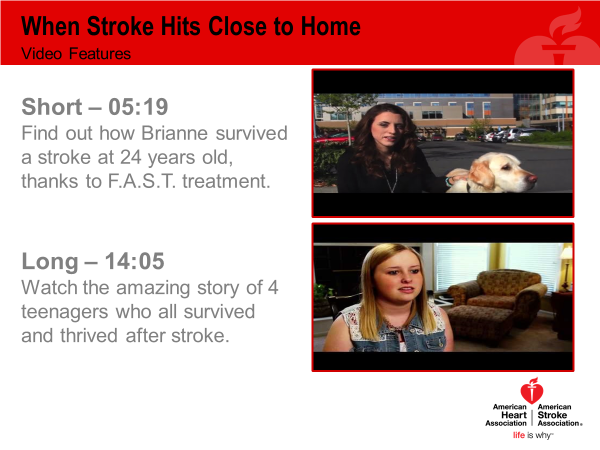 When Stroke Hits Close to Home
Video Features
Short – 05:19
Find out how Brianne survived
a stroke at 24 years old,
thanks to F.A.S.T. treatment.
Long – 14:05
Watch the amazing story of 4
teenagers who all survived
and thrived after stroke.
American Heart Association
American Stroke Association®
life is why™